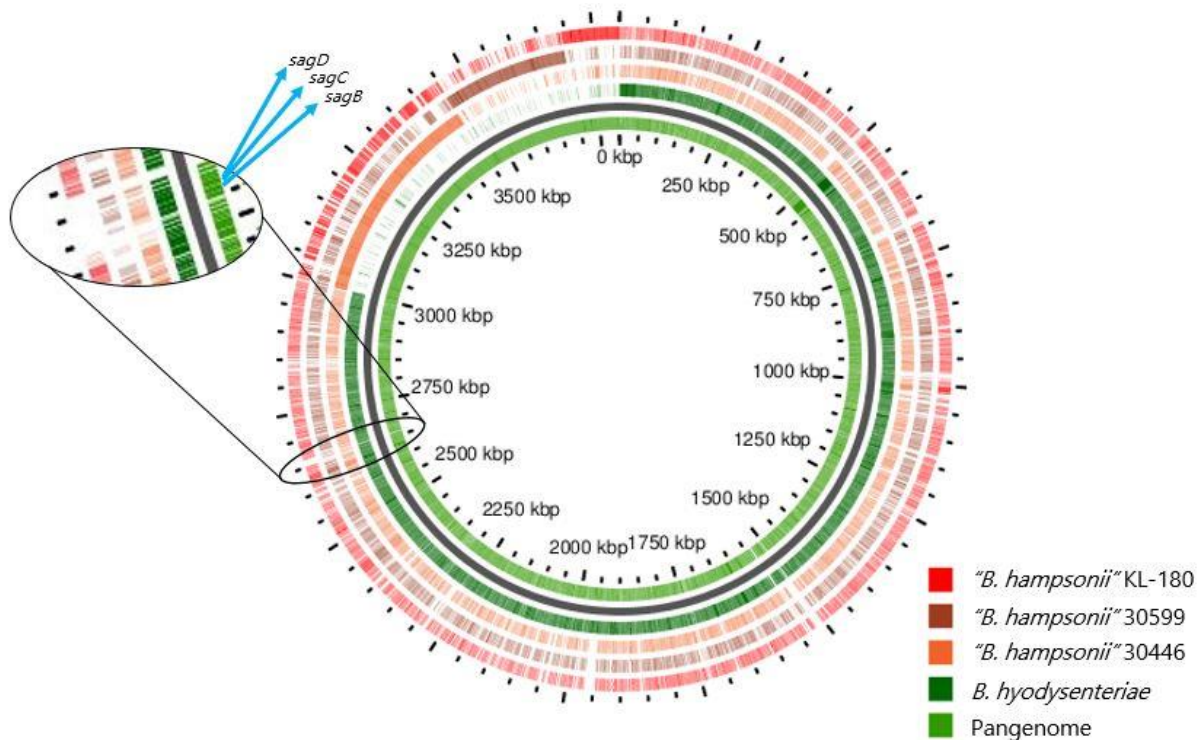 sagD
sagC
sagB
0 kbp
250 kbp
500 kbp
750 kbp
1000 kbp
1250 kbp
1500 kbp
1750 kbp
2000 kbp
2250 kbp
2500 kbp
2750 kbp
3000 kbp
3250 kbp
3500 kbp
"B. hampsonii" KL-180
"B. hampsonii" 30599
"B. hampsonii" 30446
B. hyodysenteriae
Pangenome